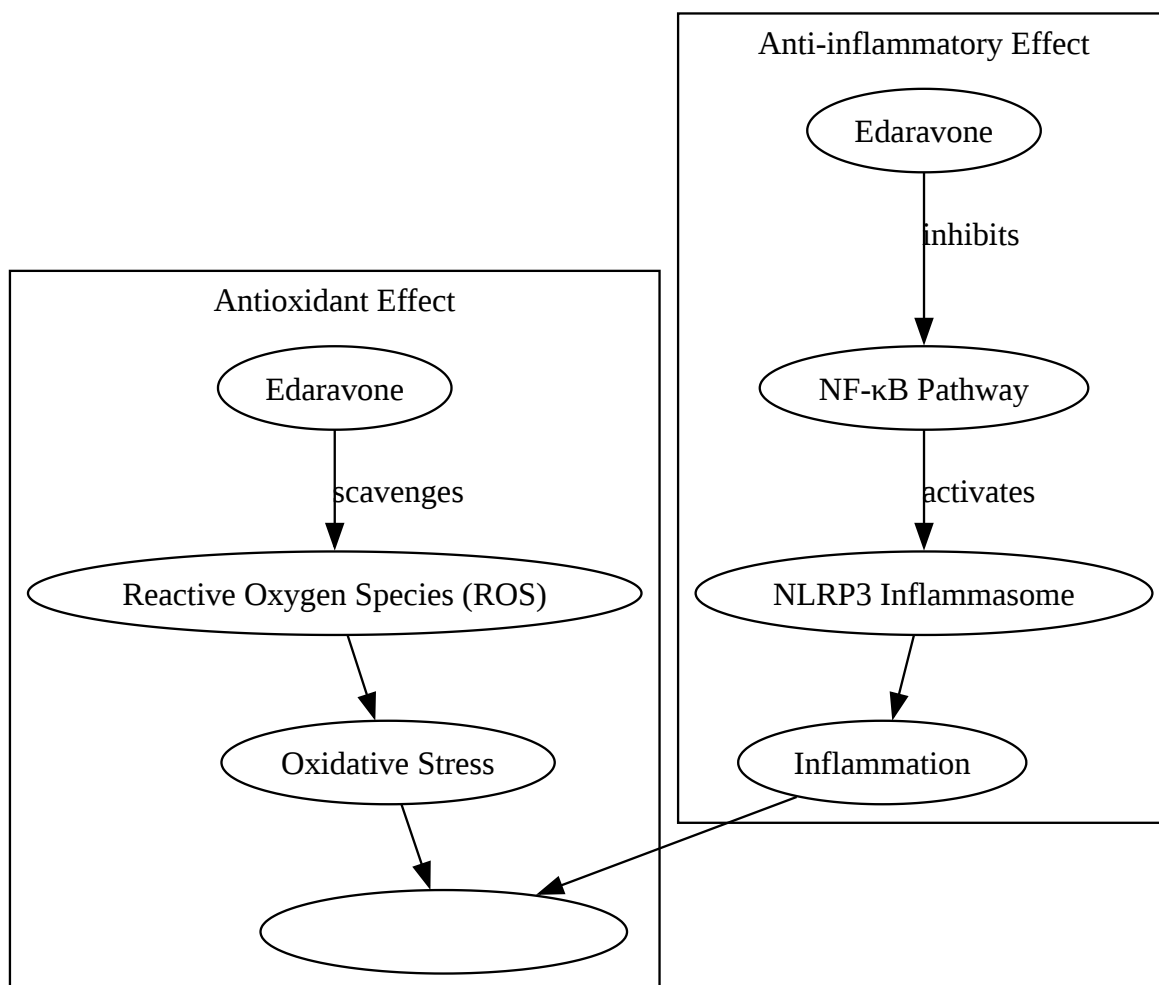 Anti-inflammatory Effect
Edaravone
inhibits
Antioxidant Effect
Edaravone
NF-κB Pathway
scavenges
activates
Reactive Oxygen Species (ROS)
NLRP3 Inflammasome
Oxidative Stress
Inflammation